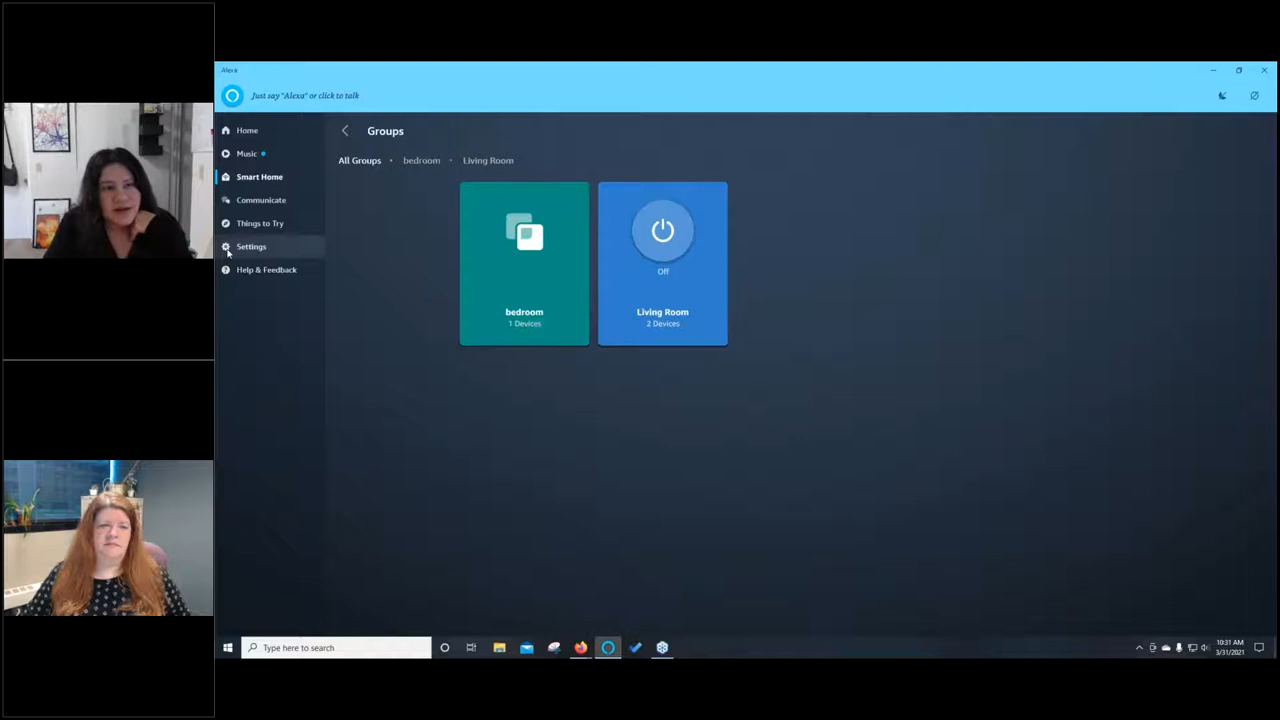 Alexa
Just say "Alexa" or click to talk
Home
Music
Smart Home
Communicate
Things to Try
Settings
Help & Feedback
Groups
All Groups • bedroom • Living Room
bedroom
1 Devices
Off
Living Room
2 Devices
Type here to search
10:31 AM
3/31/2021